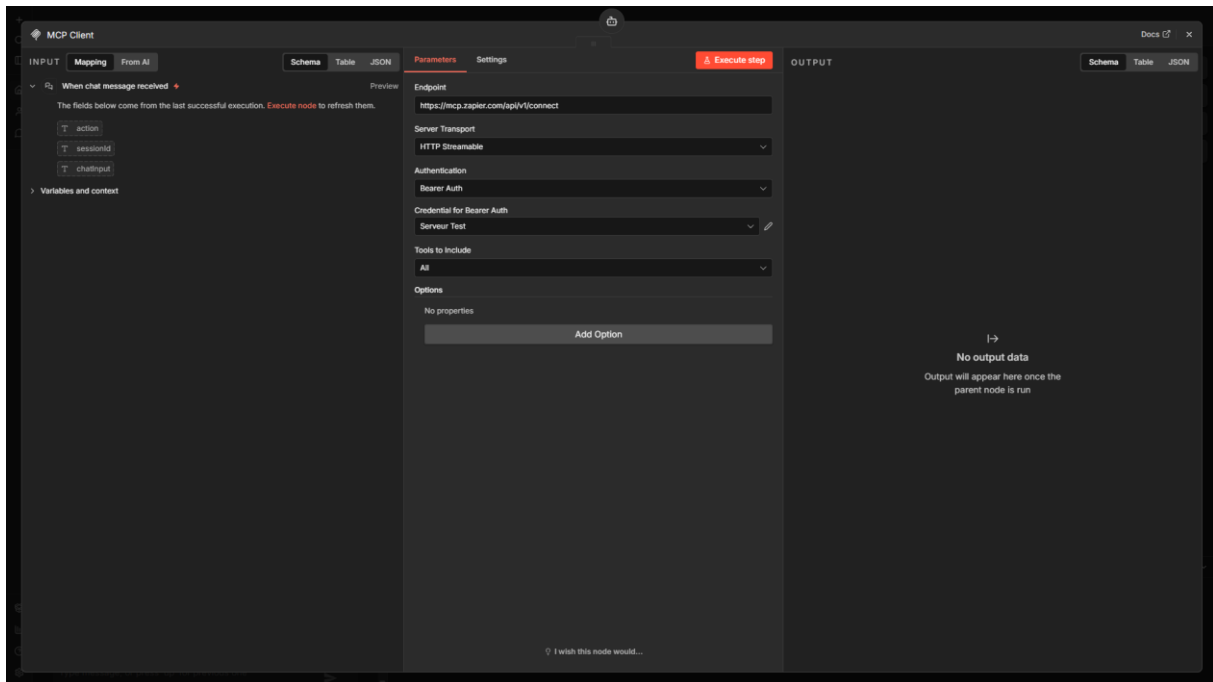 MCP Client
Docs
INPUT Mapping From AI Schema Table JSON
When chat message received Preview
The fields below come from the last successful execution. Execute node to refresh them.
T action
T sessionId
T chatInput
Variables and context
Parameters Settings Execute step
Endpoint
https://mcp.zapier.com/api/v1/connect
Server Transport
HTTP Streamable
Authentication
Bearer Auth
Credential for Bearer Auth
Serveur Test
Tools to Include
All
Options
No properties
Add Option
I wish this node would...
OUTPUT Schema Table JSON
No output data
Output will appear here once the
parent node is run